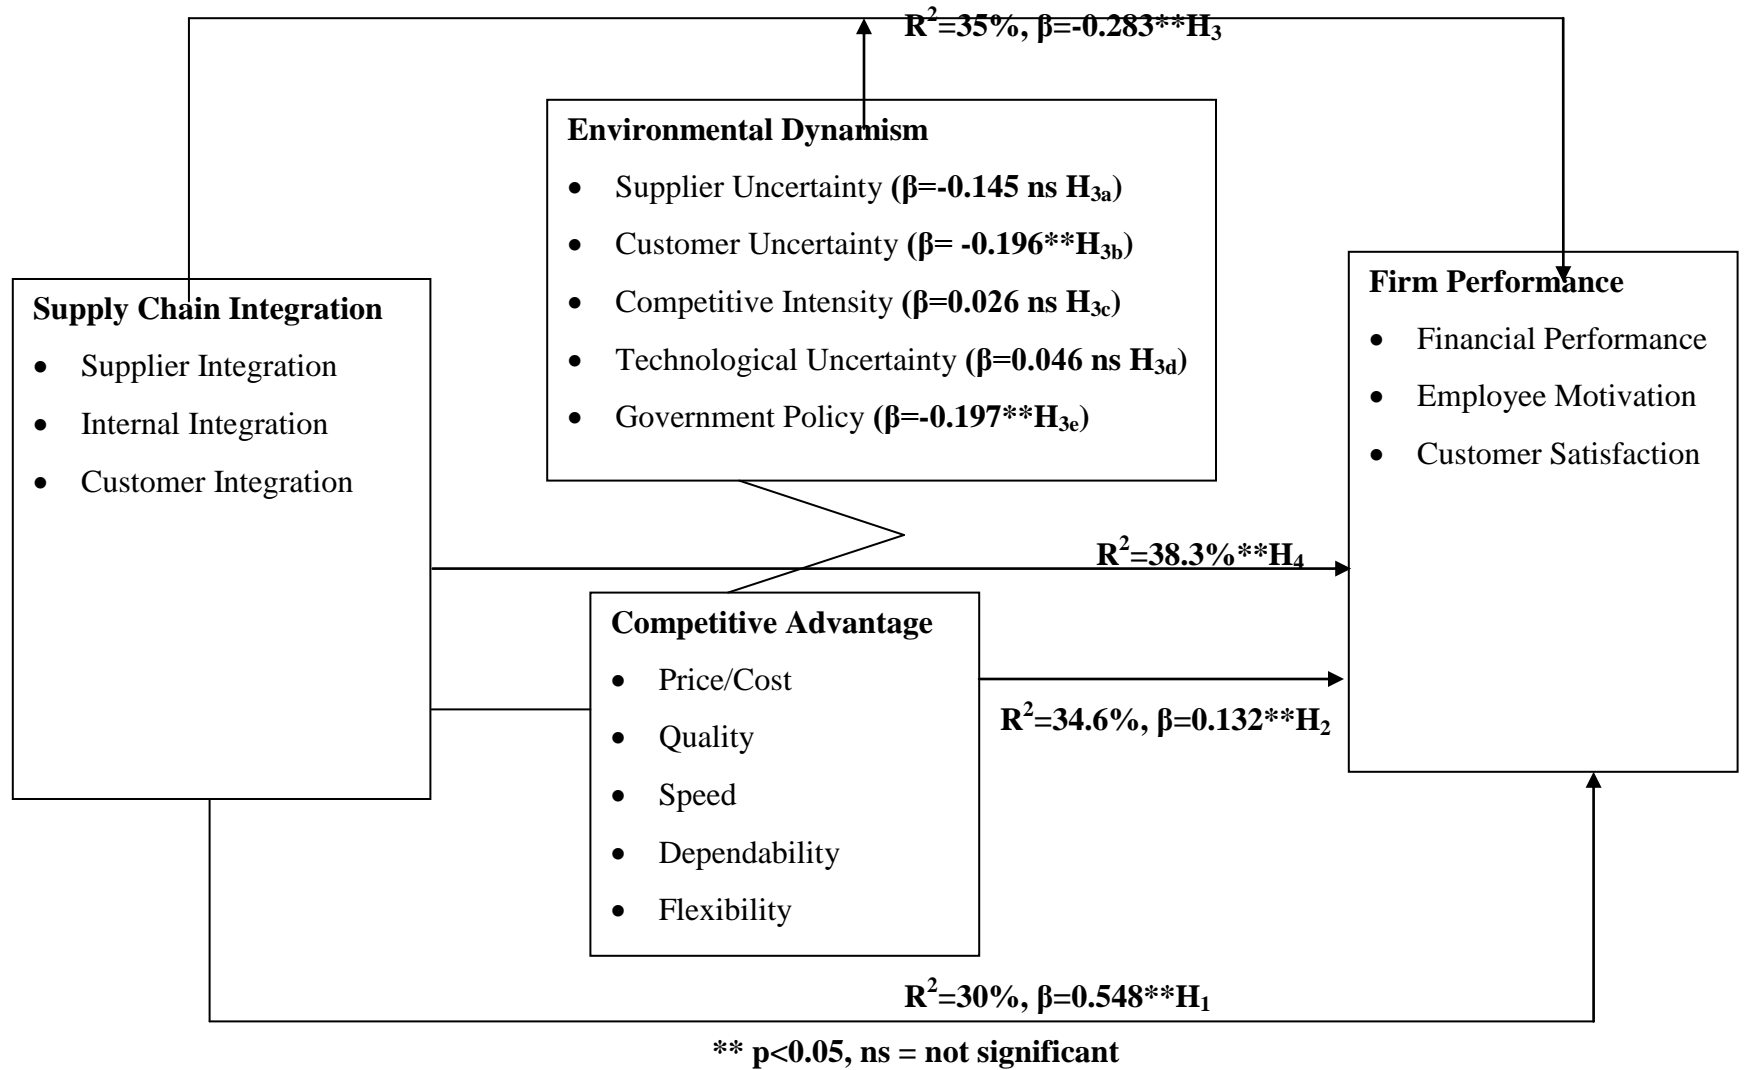 R²=35%, β=-0.283**H₃
Environmental Dynamism
• Supplier Uncertainty (β=-0.145 ns H₃ₐ)
• Customer Uncertainty (β= -0.196**H3b)
• Competitive Intensity (β=0.026 ns H3c)
• Technological Uncertainty (β=0.046 ns H3d)
• Government Policy (β=-0.197**H3e)
Supply Chain Integration
• Supplier Integration
• Internal Integration
• Customer Integration
Firm Performance
• Financial Performance
• Employee Motivation
• Customer Satisfaction
R²=38.3%**H₄
Competitive Advantage
• Price/Cost
• Quality
• Speed
• Dependability
• Flexibility
R²=34.6%, β=0.132**H₂
R²=30%, β=0.548**H₁
** p<0.05, ns = not significant